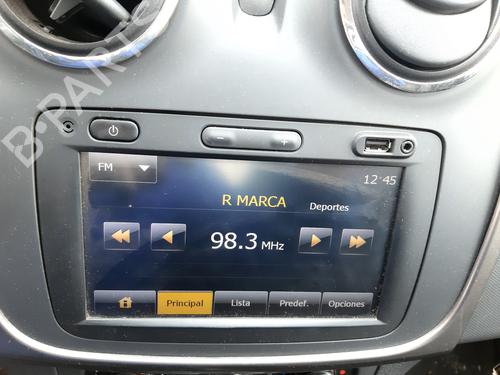 B-PARTS
− +
FM
12:45
R MARCA
Deportes
98.3 MHz
Principal Lista Predef. Opciones